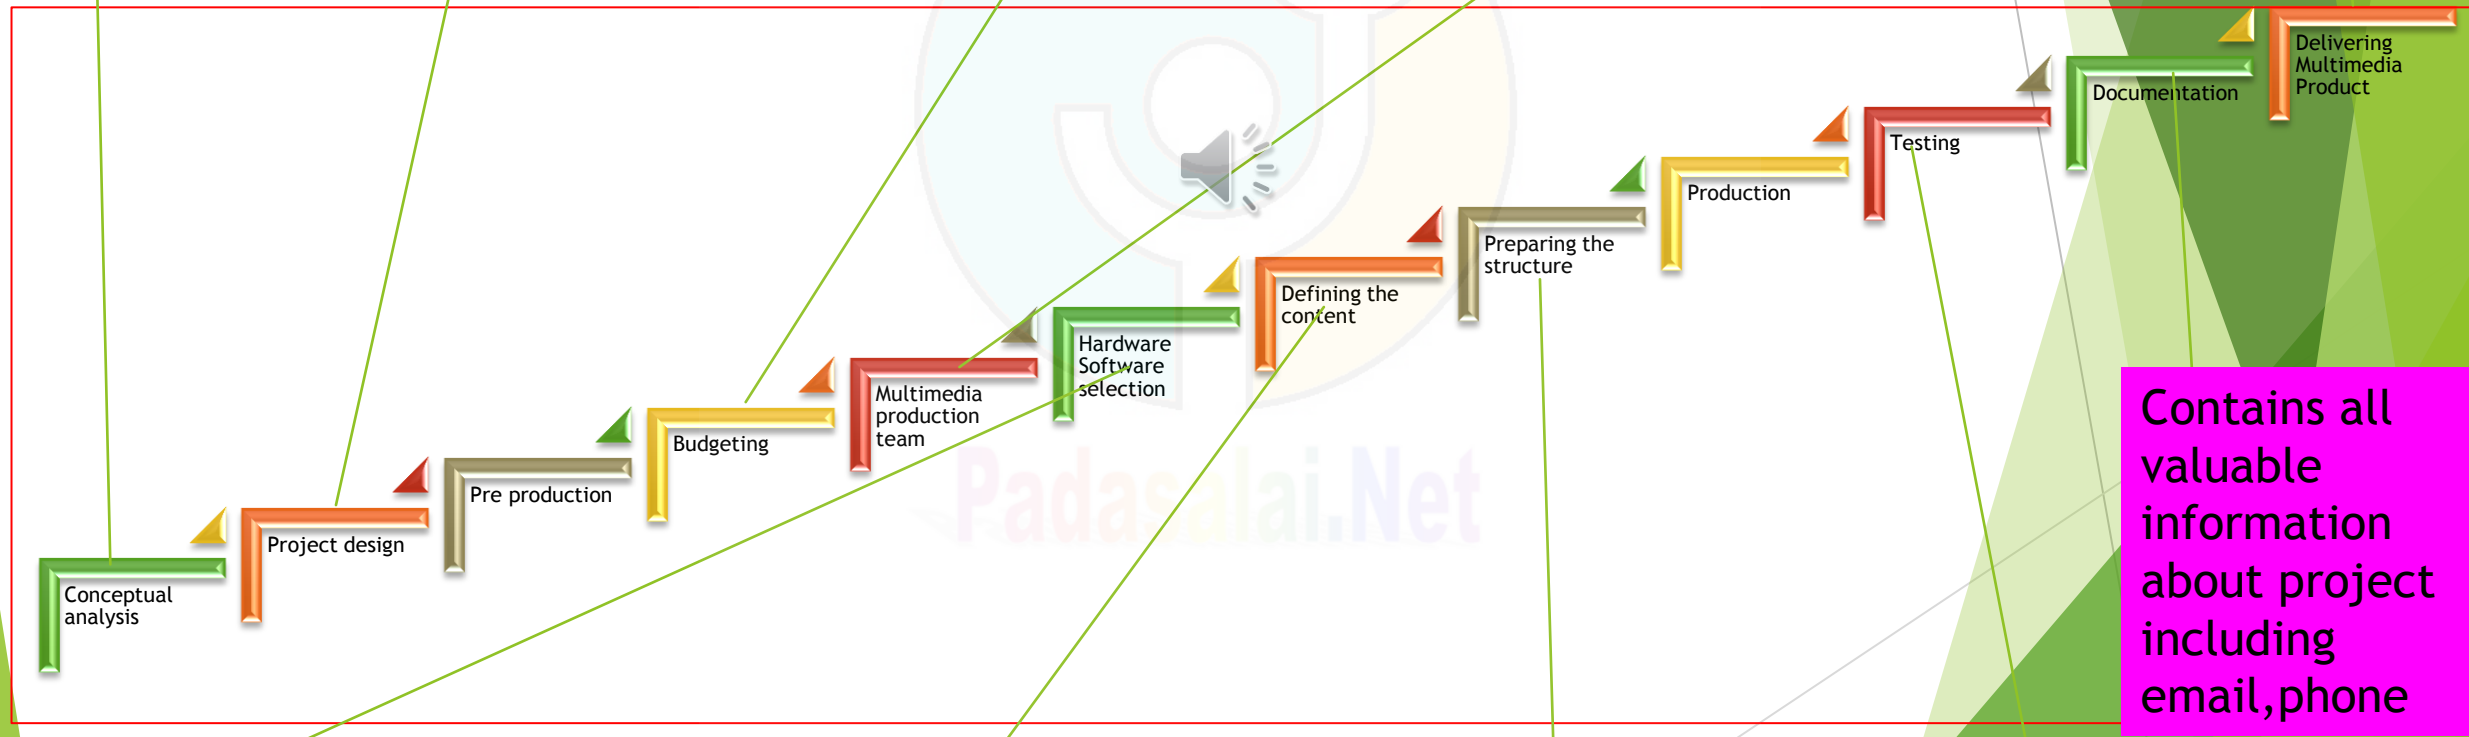 Conceptual
analysis
Project design
Pre production
Budgeting
Multimedia
production
team
Hardware
Software
selection
Defining the
content
Preparing the
structure
Production
Testing
Documentation
Delivering
Multimedia
Product
Contains all
valuable
information
about project
including
email,phone
Padasalai.Net